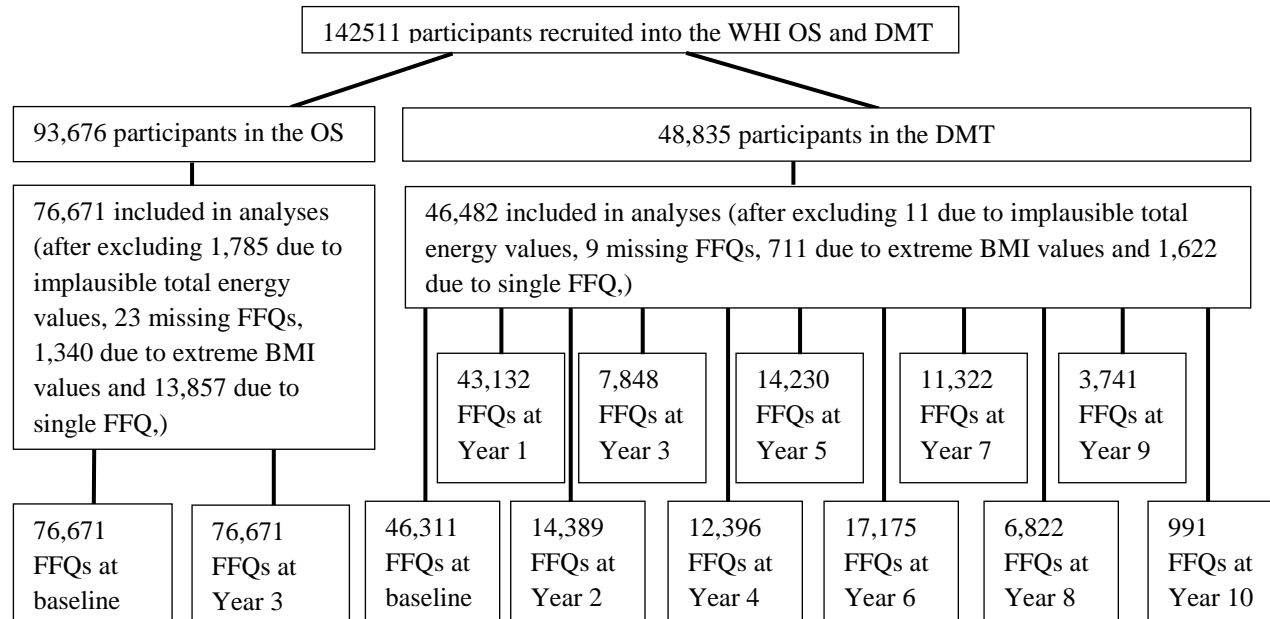 142511 participants recruited into the WHI OS and DMT
93,676 participants in the OS
48,835 participants in the DMT
76,671 included in analyses
(after excluding 1,785 due to
implausible total energy
values, 23 missing FFQs,
1,340 due to extreme BMI
values and 13,857 due to
single FFQ,)
46,482 included in analyses (after excluding 11 due to implausible total
energy values, 9 missing FFQs, 711 due to extreme BMI values and 1,622
due to single FFQ,)
43,132
FFQs at
Year 1
7,848
FFQs at
Year 3
14,230
FFQs at
Year 5
11,322
FFQs at
Year 7
3,741
FFQs at
Year 9
76,671
FFQs at
baseline
76,671
FFQs at
Year 3
46,311
FFQs at
baseline
14,389
FFQs at
Year 2
12,396
FFQs at
Year 4
17,175
FFQs at
Year 6
6,822
FFQs at
Year 8
991
FFQs at
Year 10